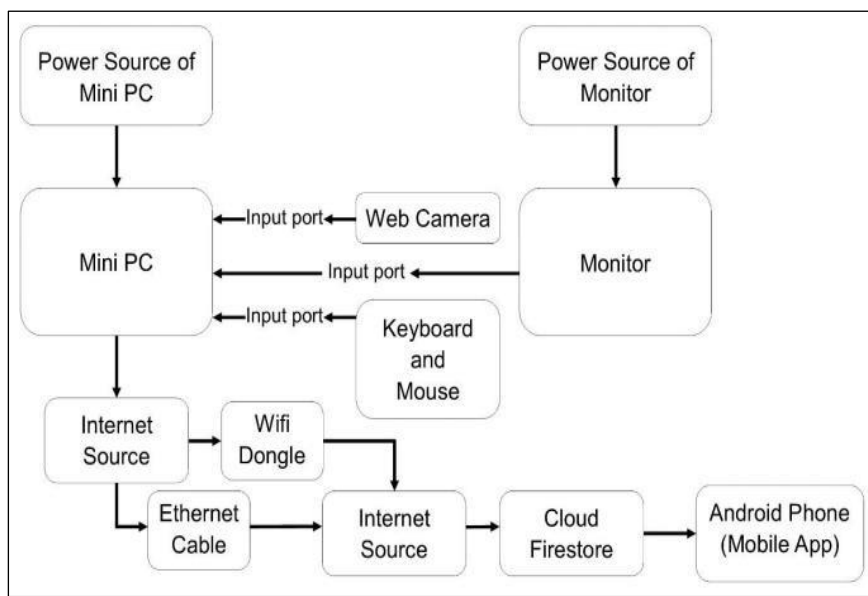 Power Source of
Mini PC
Power Source of
Monitor
Mini PC
Input port
Web Camera
Input port
Monitor
Input port
Keyboard
and
Mouse
Internet
Source
Wifi
Dongle
Ethernet
Cable
Internet
Source
Cloud
Firestore
Android Phone
(Mobile App)